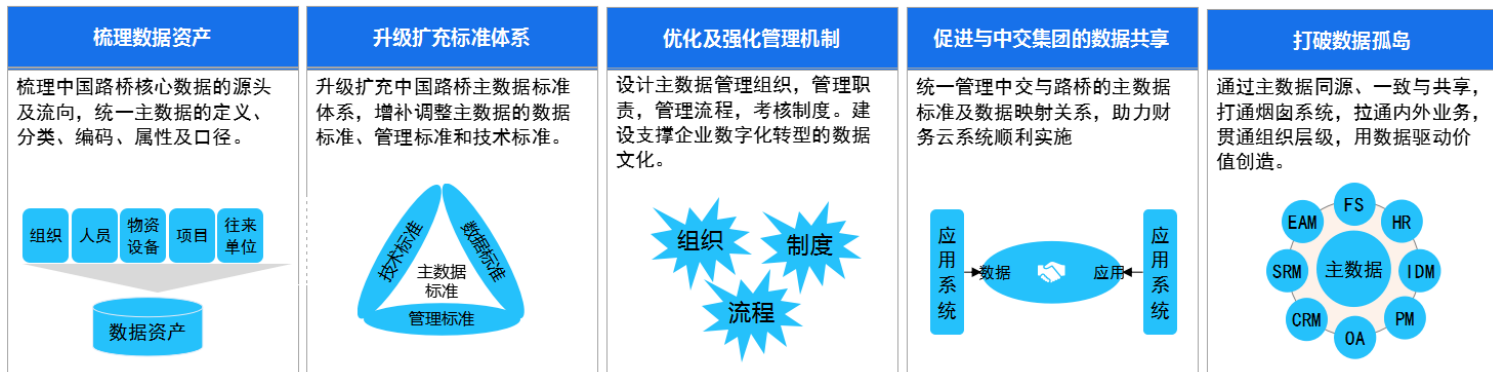 梳理数据资产
梳理中国路桥核心数据的源头
及流向，统一主数据的定义、
分类、编码、属性及口径。
组织
人员
物资
设备
项目
往来
单位
数据资产
升级扩充标准体系
升级扩充中国路桥主数据标准
体系，增补调整主数据的数据
标准、管理标准和技术标准。
技术标准
数据标准
主数据
标准
管理标准
优化及强化管理机制
设计主数据管理组织，管理职
责，管理流程，考核制度。建
设支撑企业数字化转型的数据
文化。
组织
制度
流程
促进与中交集团的数据共享
统一管理中交与路桥的主数据
标准及数据映射关系，助力财
务云系统顺利实施
应用系统
数据
应用
应用系统
打破数据孤岛
通过主数据同源、一致与共享，
打通烟囱系统，拉通内外业务，
贯通组织层级，用数据驱动价
值创造。
FS
EAM
HR
SRM
主数据
IDM
CRM
PM
OA